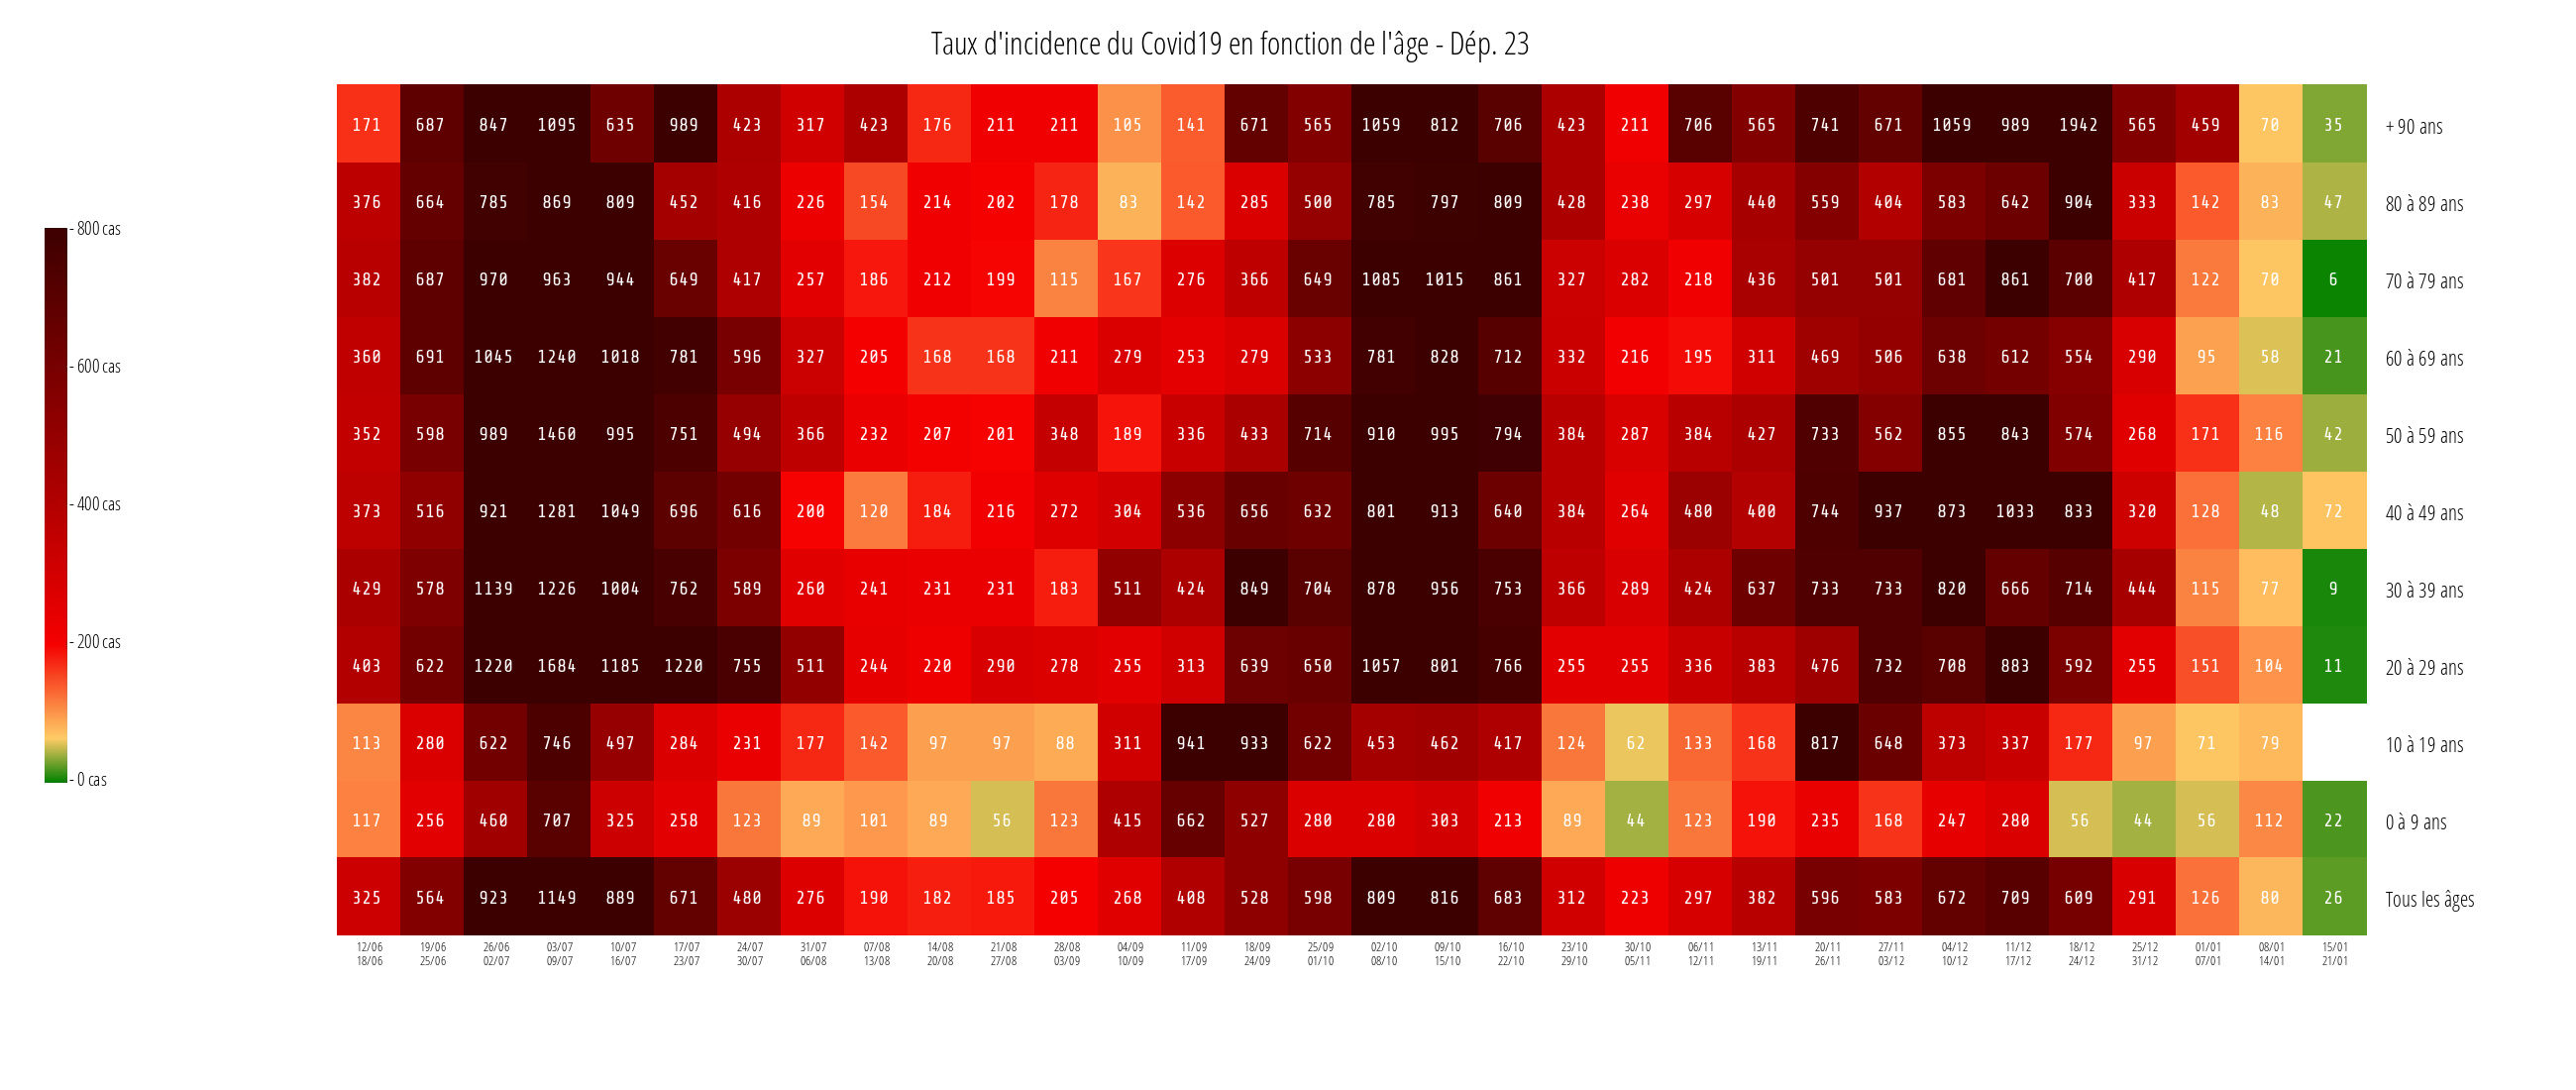 Taux d'incidence du Covid19 en fonction de l'âge - Dép. 23
- 800 cas
- 600 cas
- 400 cas
- 200 cas
- 0 cas
171 687 847 1095 635 989 423 317 423 176 211 211 105 141 671 565 1059 812 706 423 211 706 565 741 671 1059 989 1942 565 459 70 35 + 90 ans
376 664 785 869 809 452 416 226 154 214 202 178 83 142 285 500 785 797 809 428 238 297 440 559 404 583 642 904 333 142 83 47 80 à 89 ans
382 687 970 963 944 649 417 257 186 212 199 115 167 276 366 649 1085 1015 861 327 282 218 436 501 501 681 861 700 417 122 70 6 70 à 79 ans
360 691 1045 1240 1018 781 596 327 205 168 168 211 279 253 279 533 781 828 712 332 216 195 311 469 506 638 612 554 290 95 58 21 60 à 69 ans
352 598 989 1460 995 751 494 366 232 207 201 348 189 336 433 714 910 995 794 384 287 384 427 733 562 855 843 574 268 171 116 42 50 à 59 ans
373 516 921 1281 1049 696 616 200 120 184 216 272 304 536 656 632 801 913 640 384 264 480 400 744 937 873 1033 833 320 128 48 72 40 à 49 ans
429 578 1139 1226 1004 762 589 260 241 231 231 183 511 424 849 704 878 956 753 366 289 424 637 733 733 820 666 714 444 115 77 9 30 à 39 ans
403 622 1220 1684 1185 1220 755 511 244 220 290 278 255 313 639 650 1057 801 766 255 255 336 383 476 732 708 883 592 255 151 104 11 20 à 29 ans
113 280 622 746 497 284 231 177 142 97 97 88 311 941 933 622 453 462 417 124 62 133 168 817 648 373 337 177 97 71 79 10 à 19 ans
117 256 460 707 325 258 123 89 101 89 56 123 415 662 527 280 280 303 213 89 44 123 190 235 168 247 280 56 44 56 112 22 0 à 9 ans
325 564 923 1149 889 671 480 276 190 182 185 205 268 408 528 598 809 816 683 312 223 297 382 596 583 672 709 609 291 126 80 26 Tous les âges
12/06 19/06 26/06 03/07 10/07 17/07 24/07 31/07 07/08 14/08 21/08 28/08 04/09 11/09 18/09 25/09 02/10 09/10 16/10 23/10 30/10 06/11 13/11 20/11 27/11 04/12 11/12 18/12 25/12 01/01 08/01 15/01
18/06 25/06 02/07 09/07 16/07 23/07 30/07 06/08 13/08 20/08 27/08 03/09 10/09 17/09 24/09 01/10 08/10 15/10 22/10 29/10 05/11 12/11 19/11 26/11 03/12 10/12 17/12 24/12 31/12 07/01 14/01 21/01